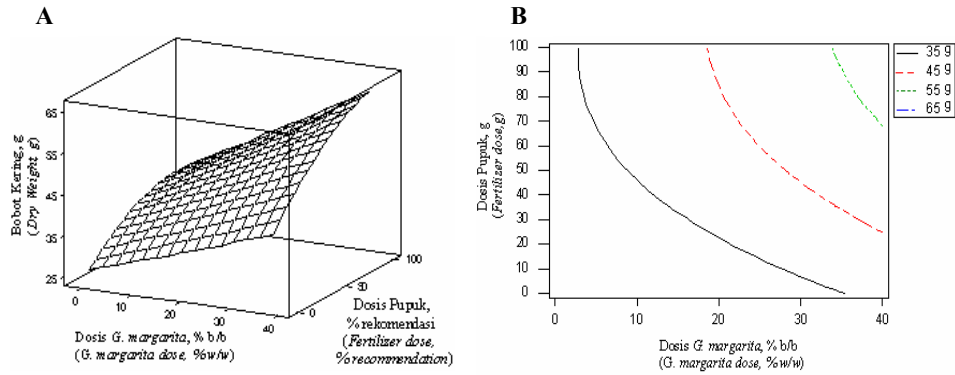 A
Bobot Kering, g
(Dry Weight g)
65
55
45
35
25
0
10
20
30
40
Dosis G. margarita, % b/b
(G. margarita dose, %w/w)
0
50
100
Dosis Pupuk,
%rekomendasi
(Fertilizer dose,
%recommendation)
B
Dosis Pupuk, g
(Fertilizer dose,g)
100
90
80
70
60
50
40
30
20
10
0
0
10
20
30
40
Dosis G. margarita, % b/b
(G. margarita dose, %w/w)
35 g
45 g
55 g
65 g